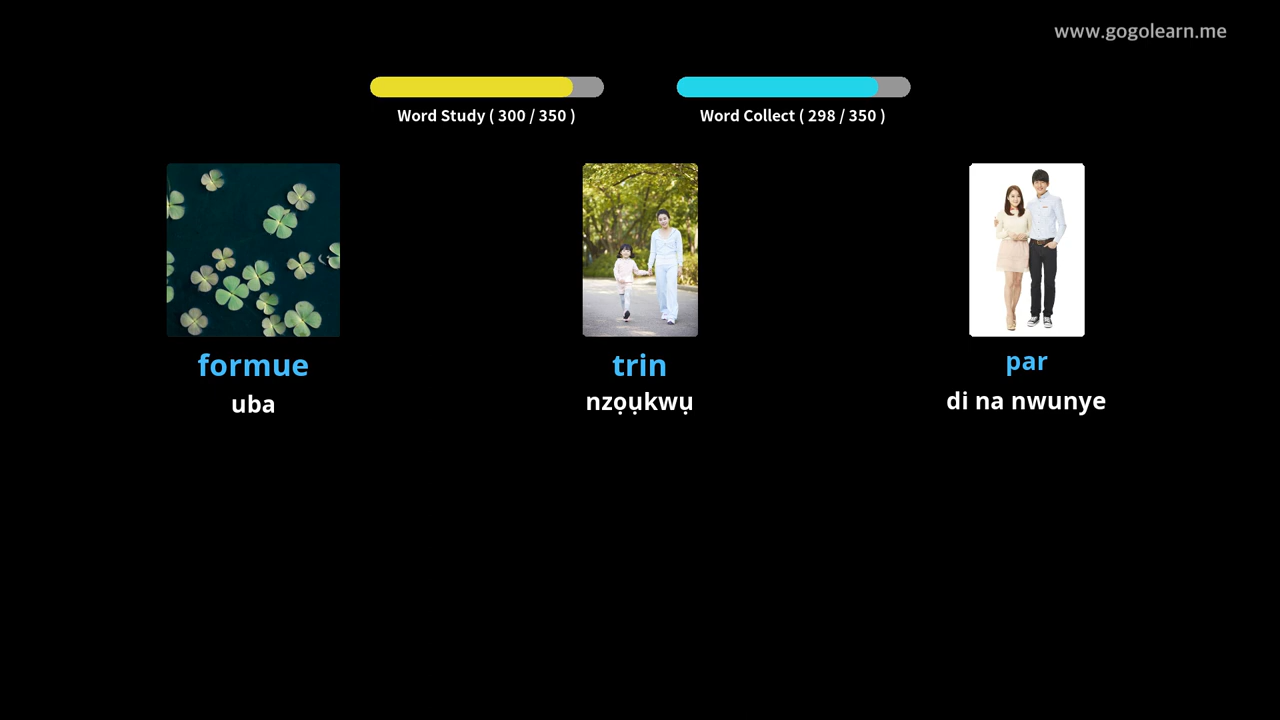 www.gogolearn.me
Word Study ( 300 / 350 )
Word Collect ( 298 / 350 )
formue
trin
par
uba
nzọụkwụ
di na nwunye